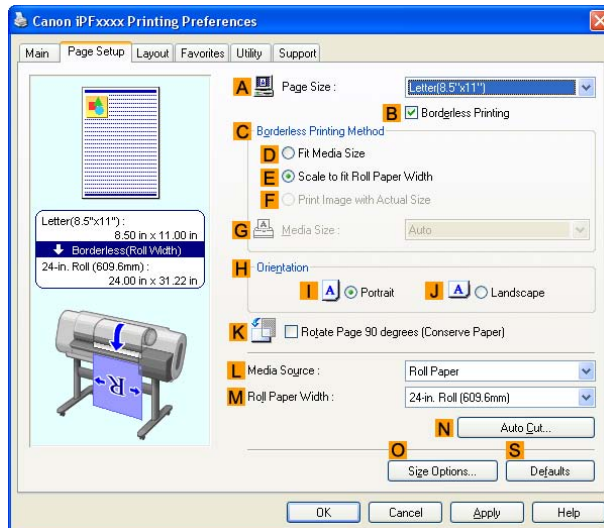 Canon iPFxxxx Printing Preferences
Main Page Setup Layout Favorites Utility Support
A Page Size : Letter(8.5"x11")
B Borderless Printing
C Borderless Printing Method
D Fit Media Size
E Scale to fit Roll Paper Width
F Print Image with Actual Size
G Media Size : Auto
Letter(8.5"x11") :
8.50 in x 11.00 in
Borderless(Roll Width)
24-in. Roll (609.6mm) :
24.00 in x 31.22 in
R
H Orientation
I A Portrait J A Landscape
K Rotate Page 90 degrees (Conserve Paper)
L Media Source : Roll Paper
M Roll Paper Width : 24-in. Roll (609.6mm)
N Auto Cut...
O S
Size Options... Defaults
OK Cancel Apply Help